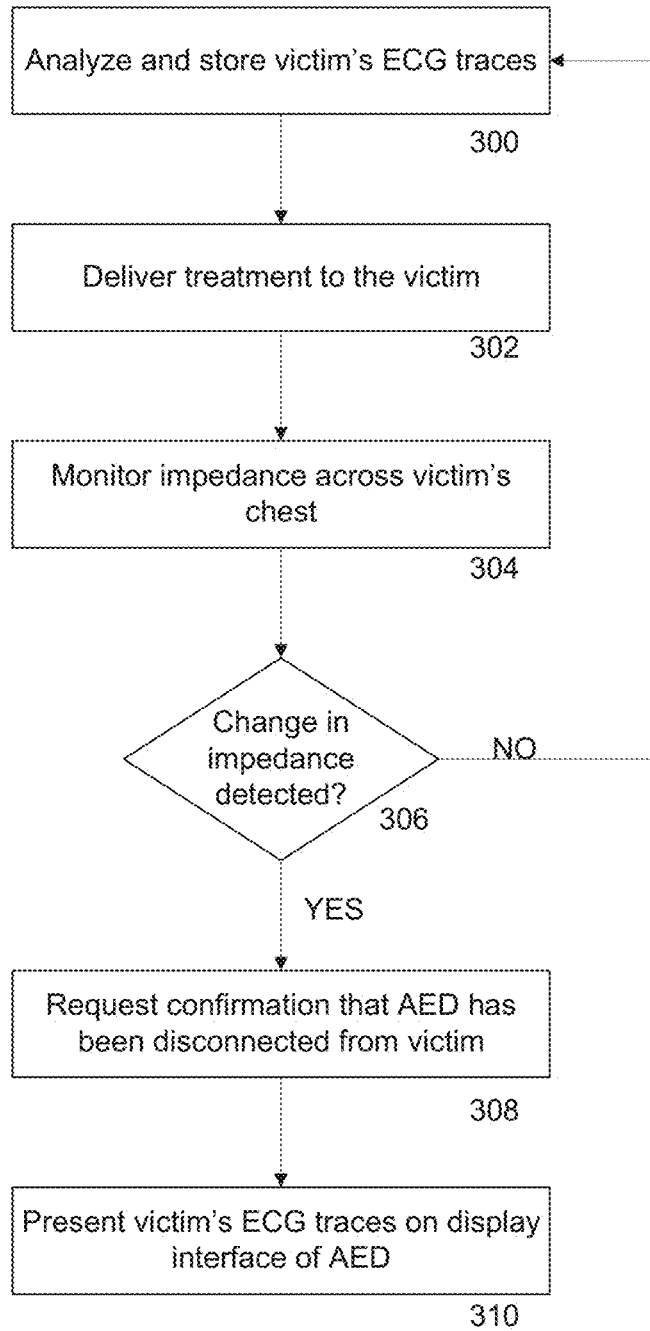 Analyze and store victim's ECG traces
300
Deliver treatment to the victim
302
Monitor impedance across victim's
chest
304
Change in
impedance
detected?
306
NO
YES
Request confirmation that AED has
been disconnected from victim
308
Present victim's ECG traces on display
interface of AED
310